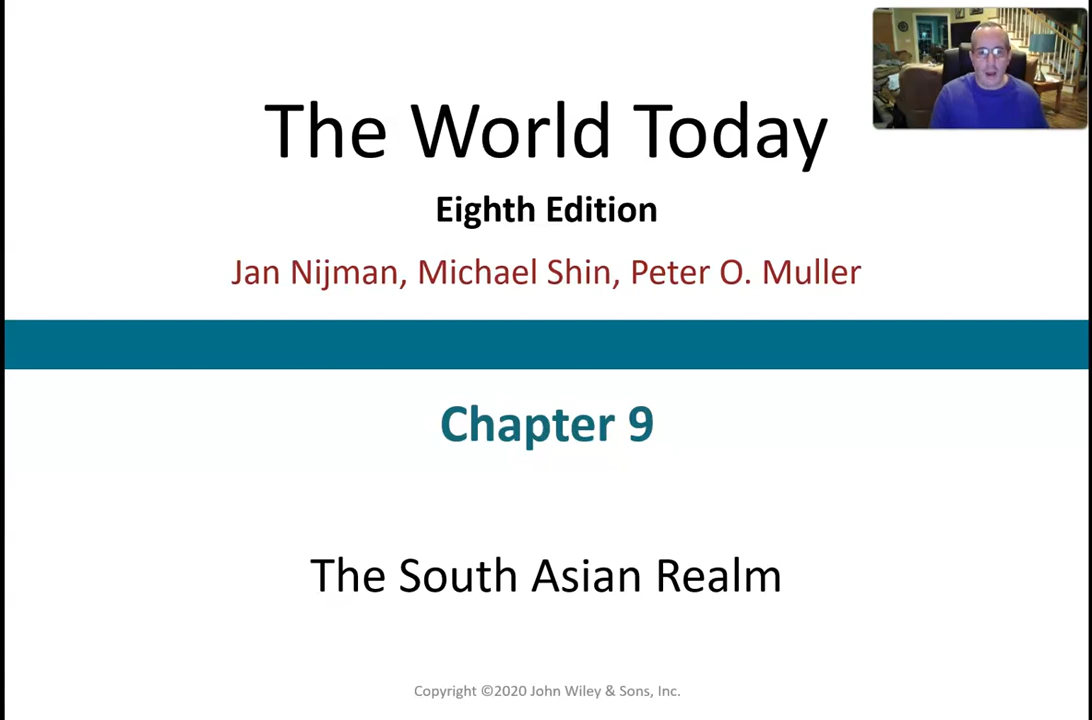 The World Today
Eighth Edition
Jan Nijman, Michael Shin, Peter O. Muller
Chapter 9
The South Asian Realm
Copyright ©2020 John Wiley & Sons, Inc.